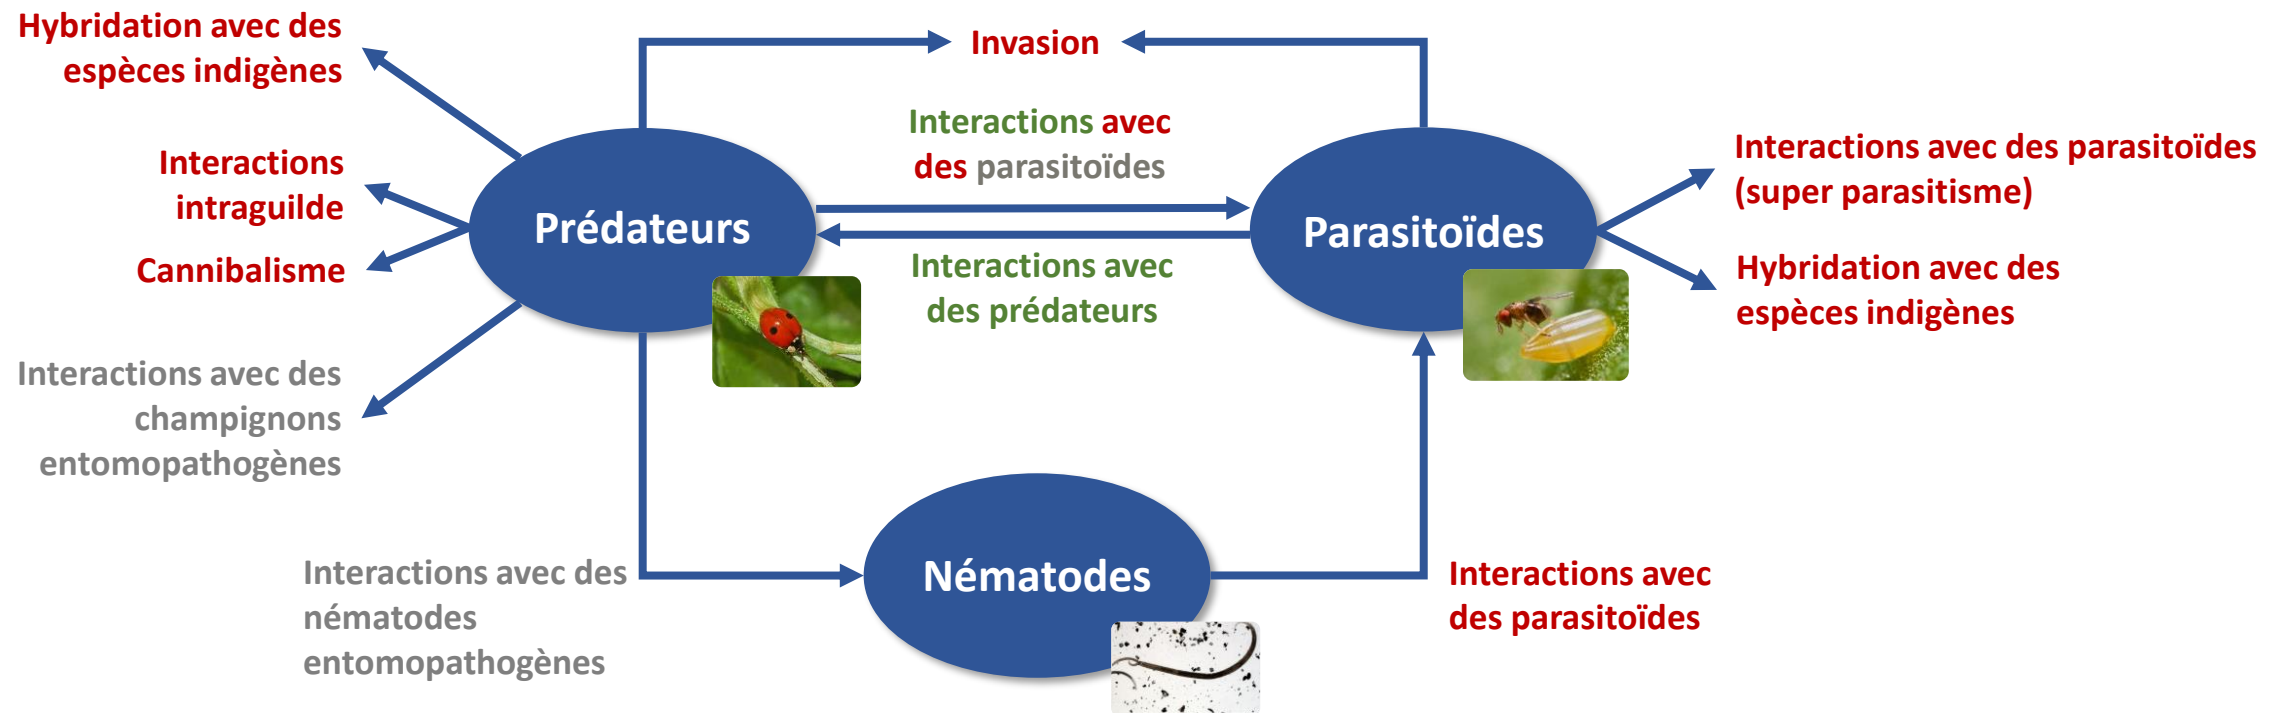 Hybridation avec des
espèces indigènes
Invasion
Interactions avec
des parasitoïdes
Interactions
intraguilde
Cannibalisme
Prédateurs
Parasitoïdes
Interactions avec des parasitoïdes
(super parasitisme)
Hybridation avec des
espèces indigènes
Interactions avec
des prédateurs
Interactions avec des
champignons
entomopathogènes
Interactions avec des
nématodes
entomopathogènes
Nématodes
Interactions avec
des parasitoïdes